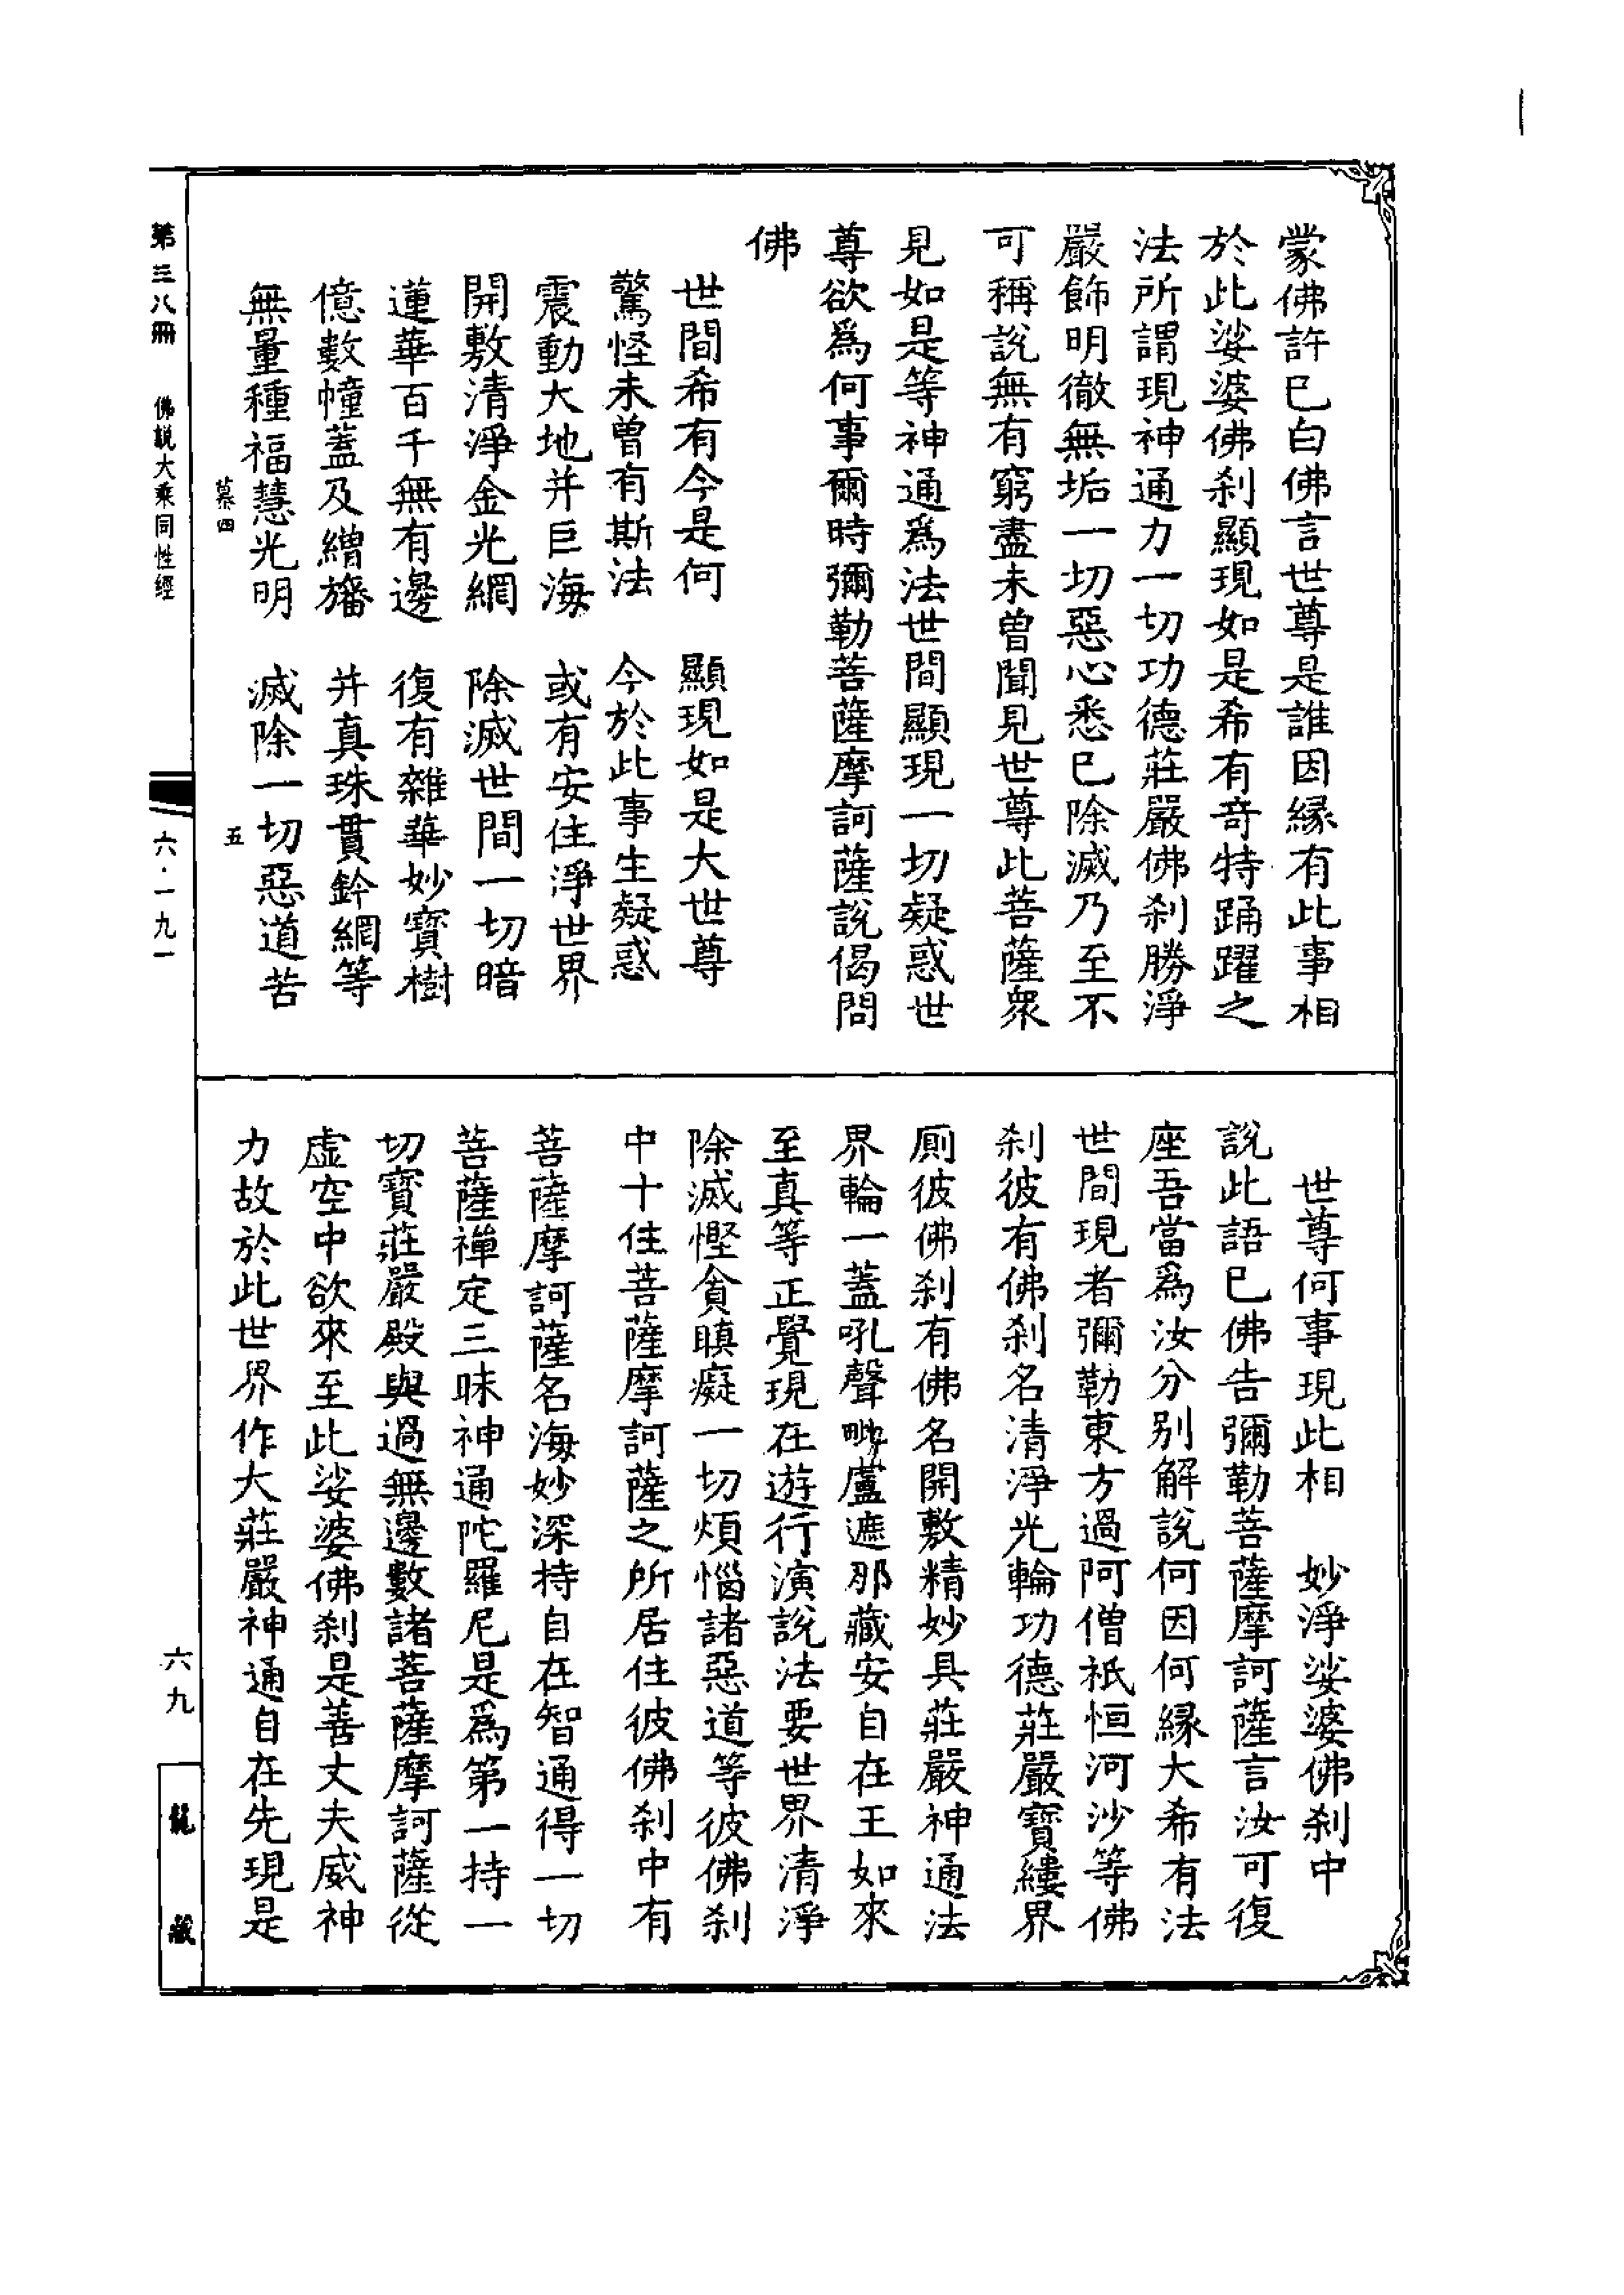 蒙佛許已白佛言世尊是誰因緣有此事相
於此娑婆佛刹顯現如是希有奇特踊躍之
法所謂現神通力一切功德莊嚴佛刹勝淨
嚴飾明徹無垢一切惡心悉已除滅乃至不
可稱說無有窮盡未曾聞見世尊此菩薩衆
見如是等神通爲法世間顯現一切疑惑世
尊欲爲何事爾時彌勒菩薩摩訶薩說偈問
佛
世間希有今是何　顯現如是大世尊
驚怪未曾有斯法　今於此事生疑惑
震動大地并巨海　或有安住淨世界
開敷清淨金光網　除滅世間一切暗
蓮華百千無有邊　復有雜華妙寶樹
億數幢蓋及繒旛　并真珠貫鈴網等
無量種福慧光明　滅除一切惡道苦
世尊何事現此相　妙淨娑婆佛刹中
說此語已佛告彌勒菩薩摩訶薩言汝可復
座吾當爲汝分别解說何因何緣大希有法
世間現者彌勒東方過阿僧祇恒河沙等佛
刹彼有佛刹名清淨光輪功德莊嚴寶縷界
厠彼佛刹有佛名開敷精妙具莊嚴神通法
界輪一蓋吼聲毗盧遮那藏安自在王如來
至真等正覺現在遊行演說法要世界清淨
除滅慳貪瞋癡一切煩惱諸惡道等彼佛刹
中十住菩薩摩訶薩之所居住彼佛刹中有
菩薩摩訶薩名海妙深持自在智通得一切
菩薩禪定三昧神通陀羅尼是爲第一持一
切寶莊嚴殿與過無邊數諸菩薩摩訶薩從
虛空中欲來至此娑婆佛刹是善丈夫威神
力故於此世界作大莊嚴神通自在先現是
慕四　五
第三八冊　佛說大乘同性經　六·一九一
六九
龍藏